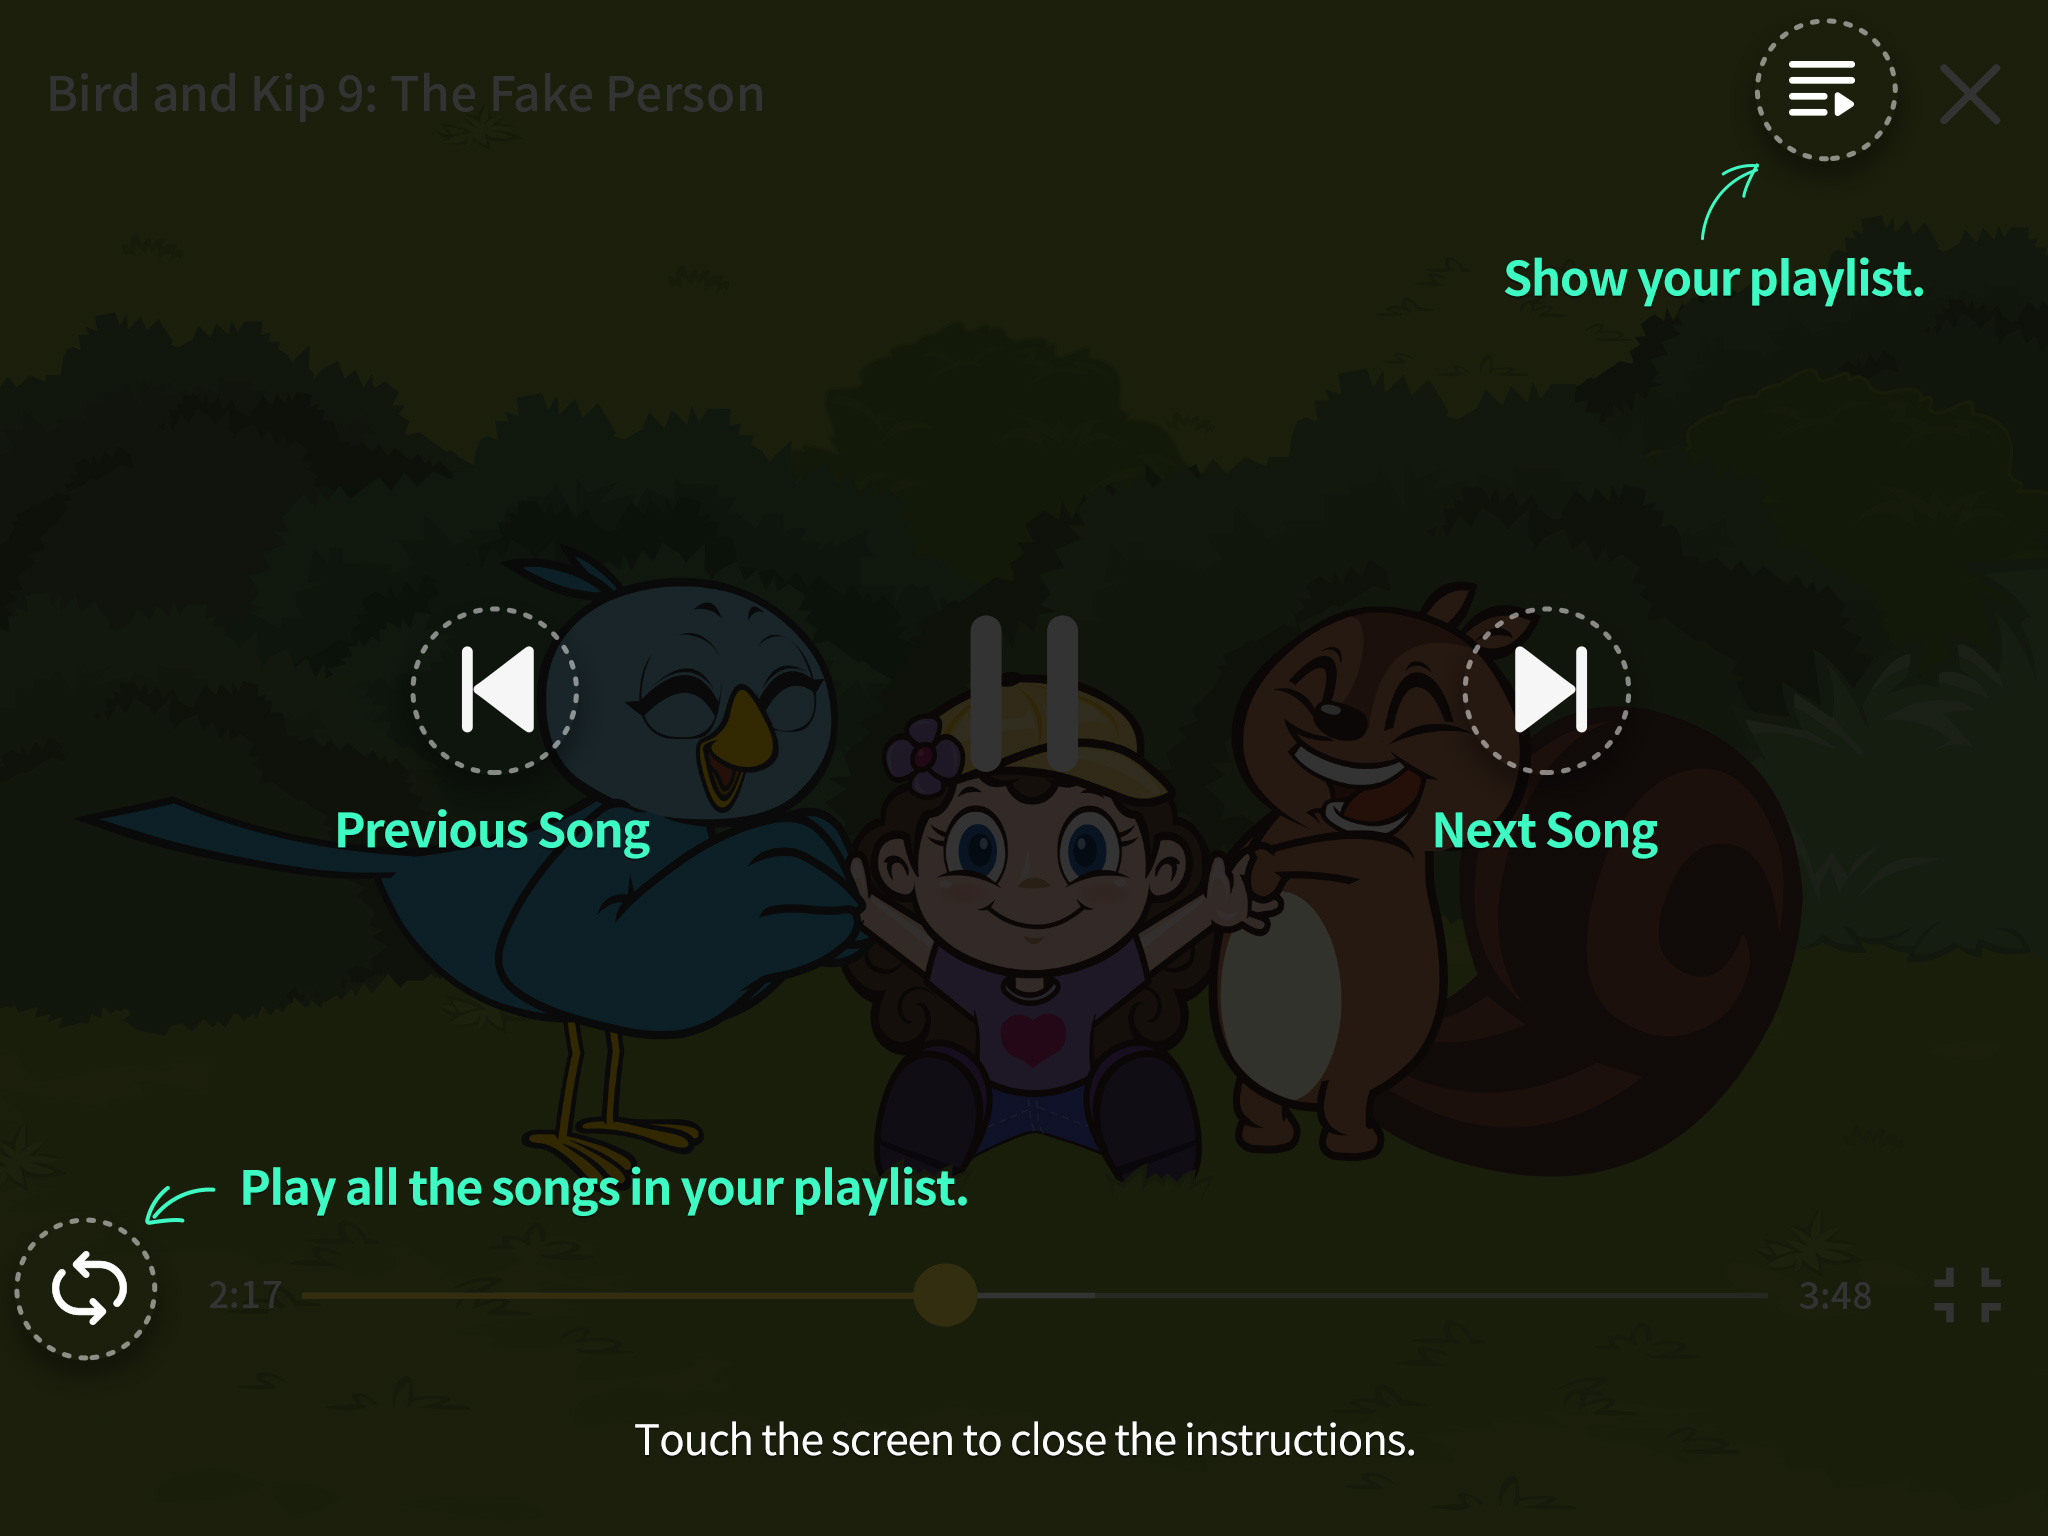 Bird and Kip 9: The Fake Person
Show your playlist.
Previous Song
Next Song
Play all the songs in your playlist.
2:17
3:48
Touch the screen to close the instructions.